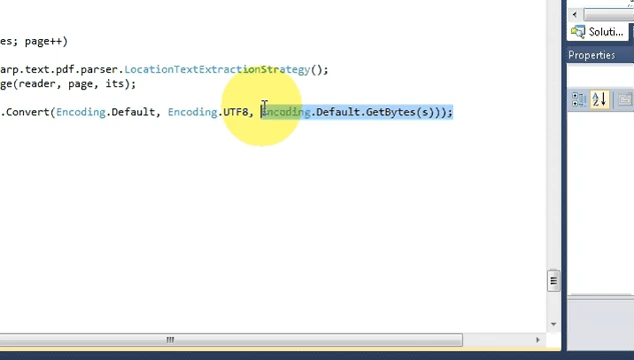 es; page++)
arp.text.pdf.parser.LocationTextExtractionStrategy();
ge(reader, page, its);
.Convert(Encoding.Default, Encoding.UTF8, Encoding.Default.GetBytes(s)));
Soluti...
Properties